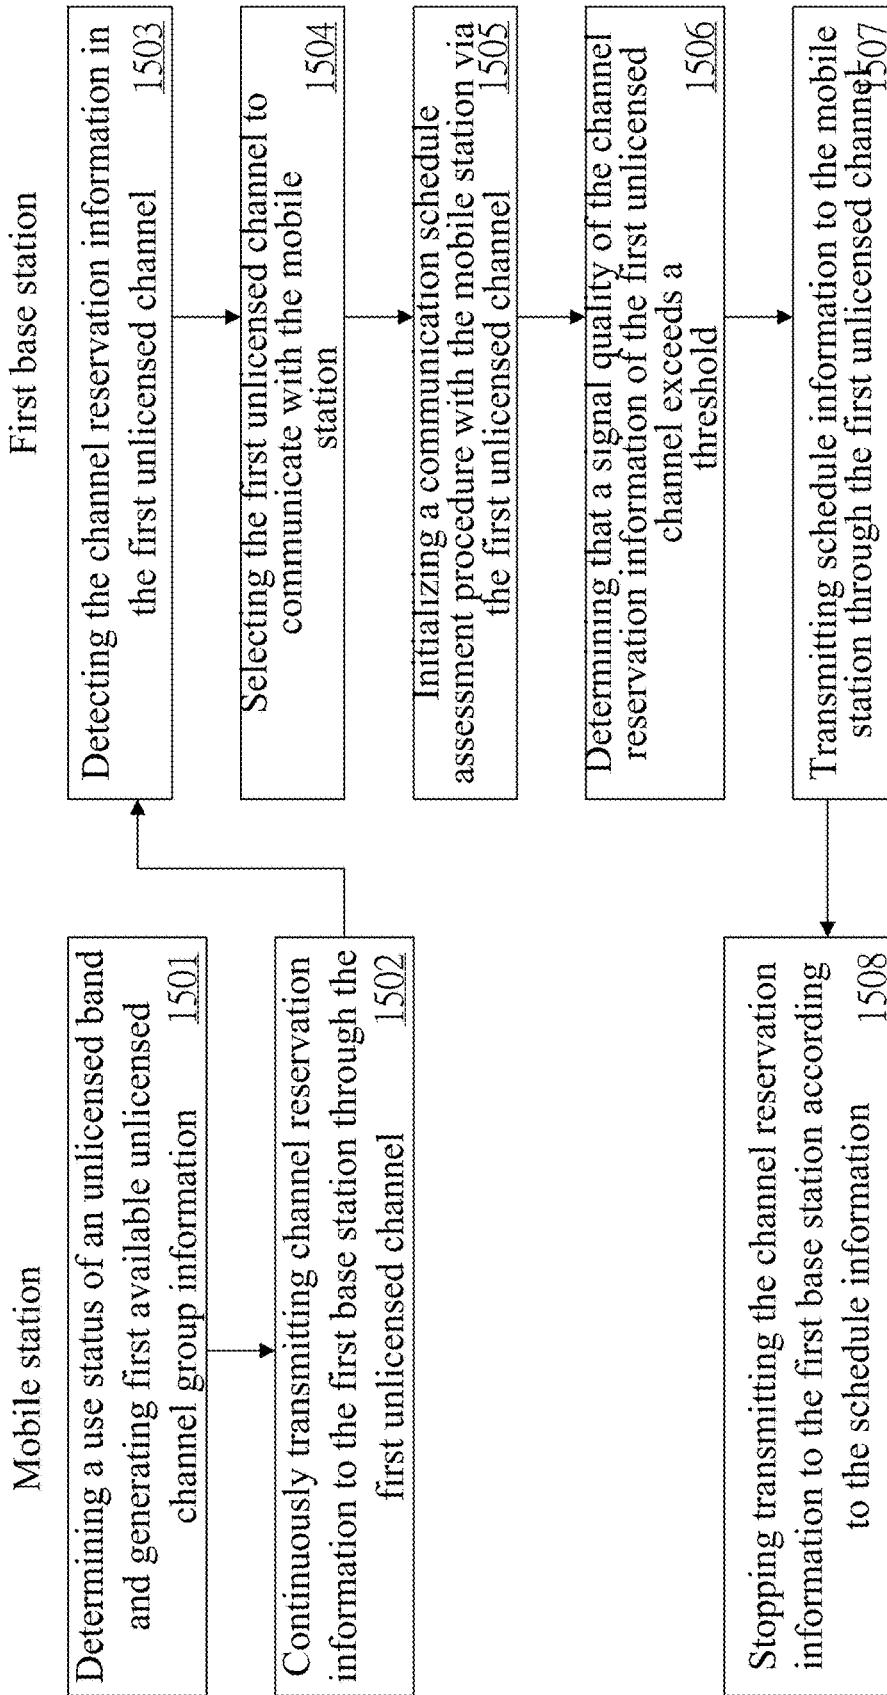 Mobile station
Determining a use status of an unlicensed band
and generating first available unlicensed
channel group information 1501
Continuously transmitting channel reservation
information to the first base station through the
first unlicensed channel 1502
First base station
Detecting the channel reservation information in
the first unlicensed channel 1503
Selecting the first unlicensed channel to
communicate with the mobile
station 1504
Initializing a communication schedule
assessment procedure with the mobile station via
the first unlicensed channel 1505
Determining that a signal quality of the channel
reservation information of the first unlicensed
channel exceeds a
threshold 1506
Transmitting schedule information to the mobile
station through the first unlicensed channel
1507
Stopping transmitting the channel reservation
information to the first base station according
to the schedule information 1508